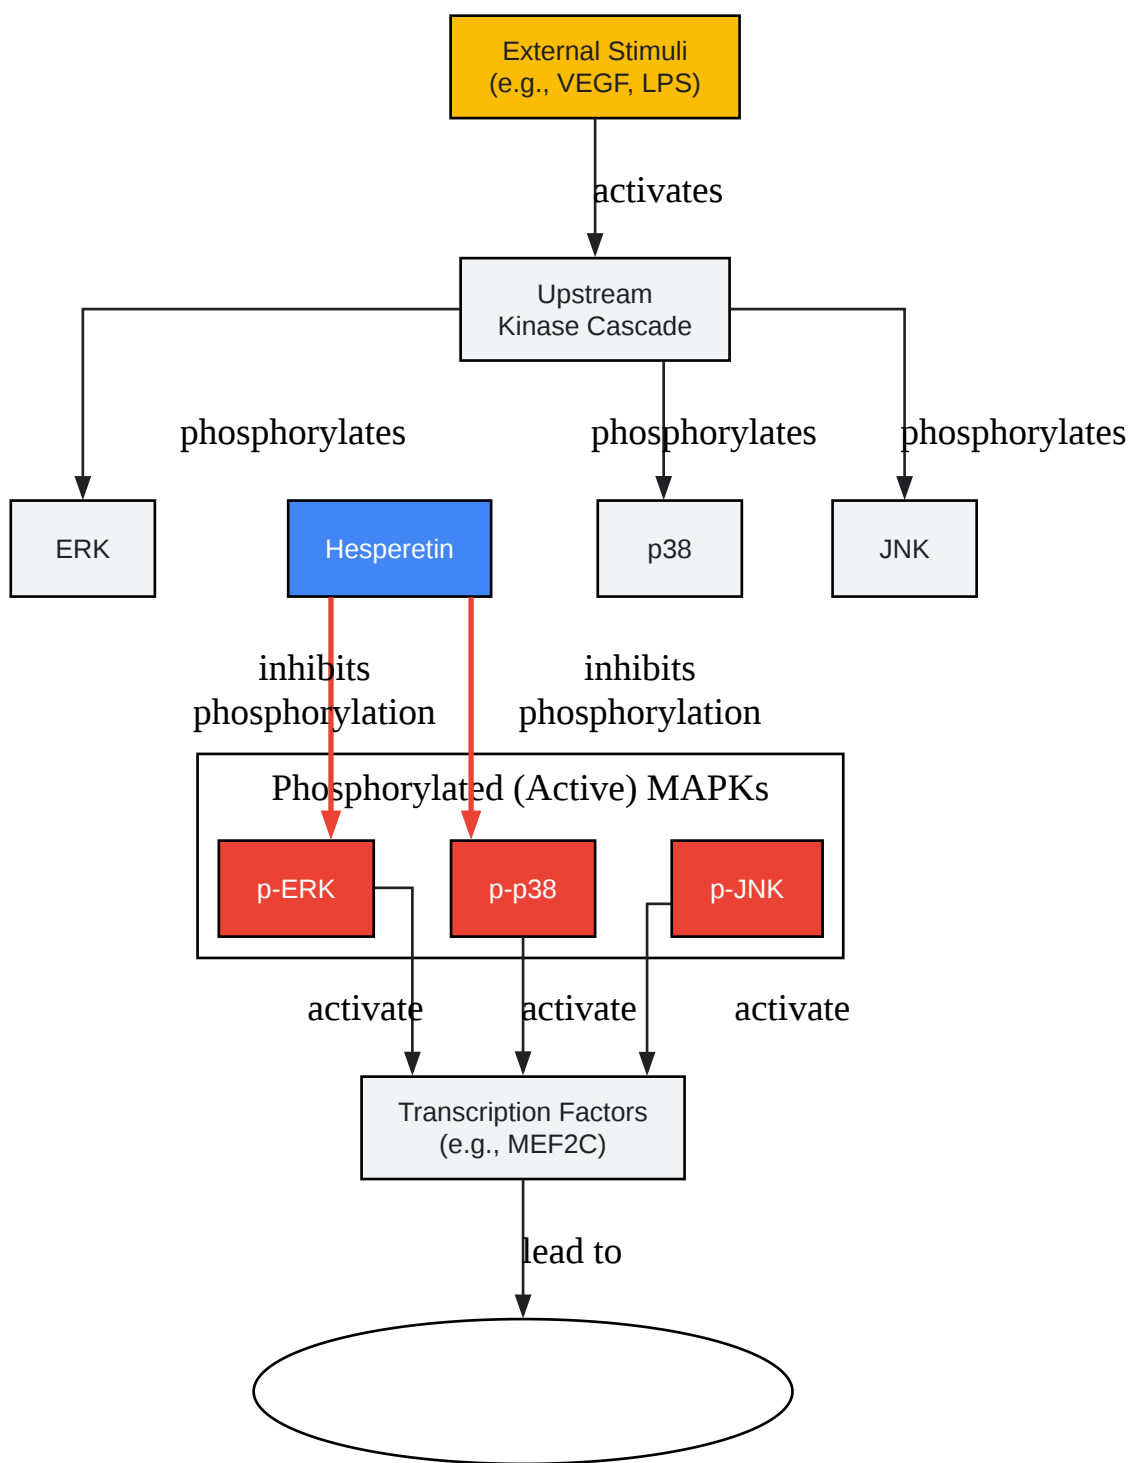 External Stimuli
(e.g., VEGF, LPS)
activates
Upstream
Kinase Cascade
phosphorylates
phosphorylates
phosphorylates
ERK
Hesperetin
p38
JNK
inhibits
phosphorylation
inhibits
phosphorylation
Phosphorylated (Active) MAPKs
p-ERK
p-p38
p-JNK
activate
activate
activate
Transcription Factors
(e.g., MEF2C)
lead to